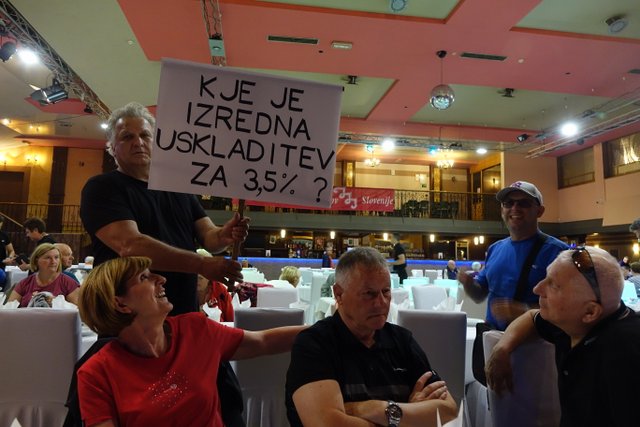 KJE JE
IZREDNA
USKLADITEV
ZA 3,5% ?
Slovenije